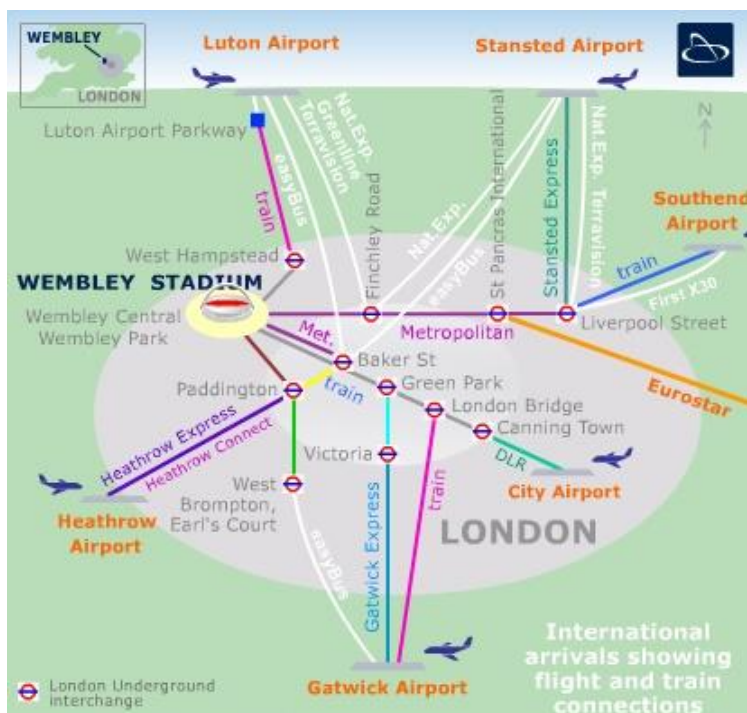 WEMBLEY
LONDON
Luton Airport
Stansted Airport
N
Luton Airport Parkway
train
easyBus
Nat.Exp.
Greenline
Terravision
Finchley Road
Nat.Exp.
easyBus
St Pancras International
Stansted Express
Nat.Exp. Terravision
Southend
Airport
train
First X30
West Hampstead
WEMBLEY STADIUM
Wembley Central
Wembley Park
Met.
Metropolitan
Liverpool Street
Baker St
Eurostar
Paddington
train
Green Park
London Bridge
Canning Town
Heathrow Express
Heathrow Connect
Victoria
DLR
West
Brompton,
Earl's Court
train
City Airport
Heathrow
Airport
LONDON
easyBus
Gatwick Express
Gatwick Airport
International
arrivals showing
flight and train
connections
London Underground
interchange